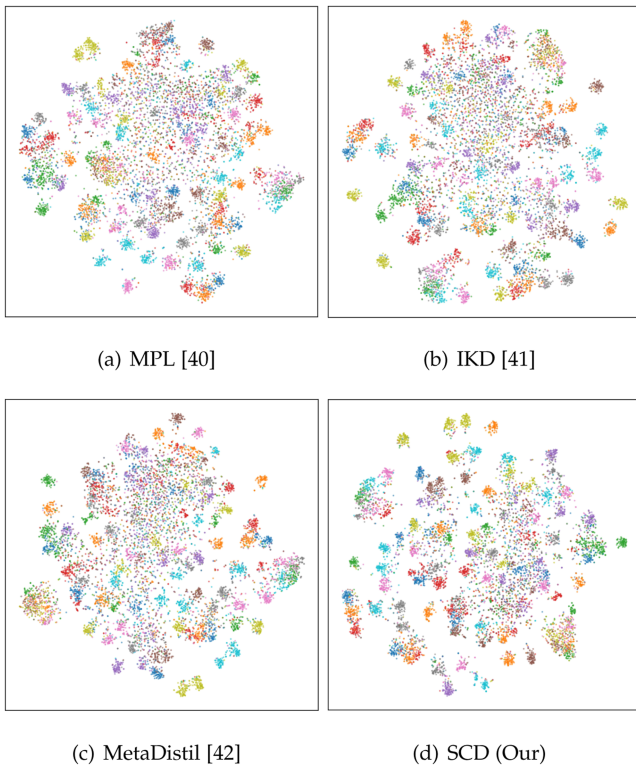 (a) MPL [40]
(b) IKD [41]
(c) MetaDistil [42]
(d) SCD (Our)